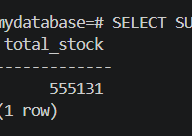 mydatabase=# SELECT SU
total_stock
-------------
555131
(1 row)